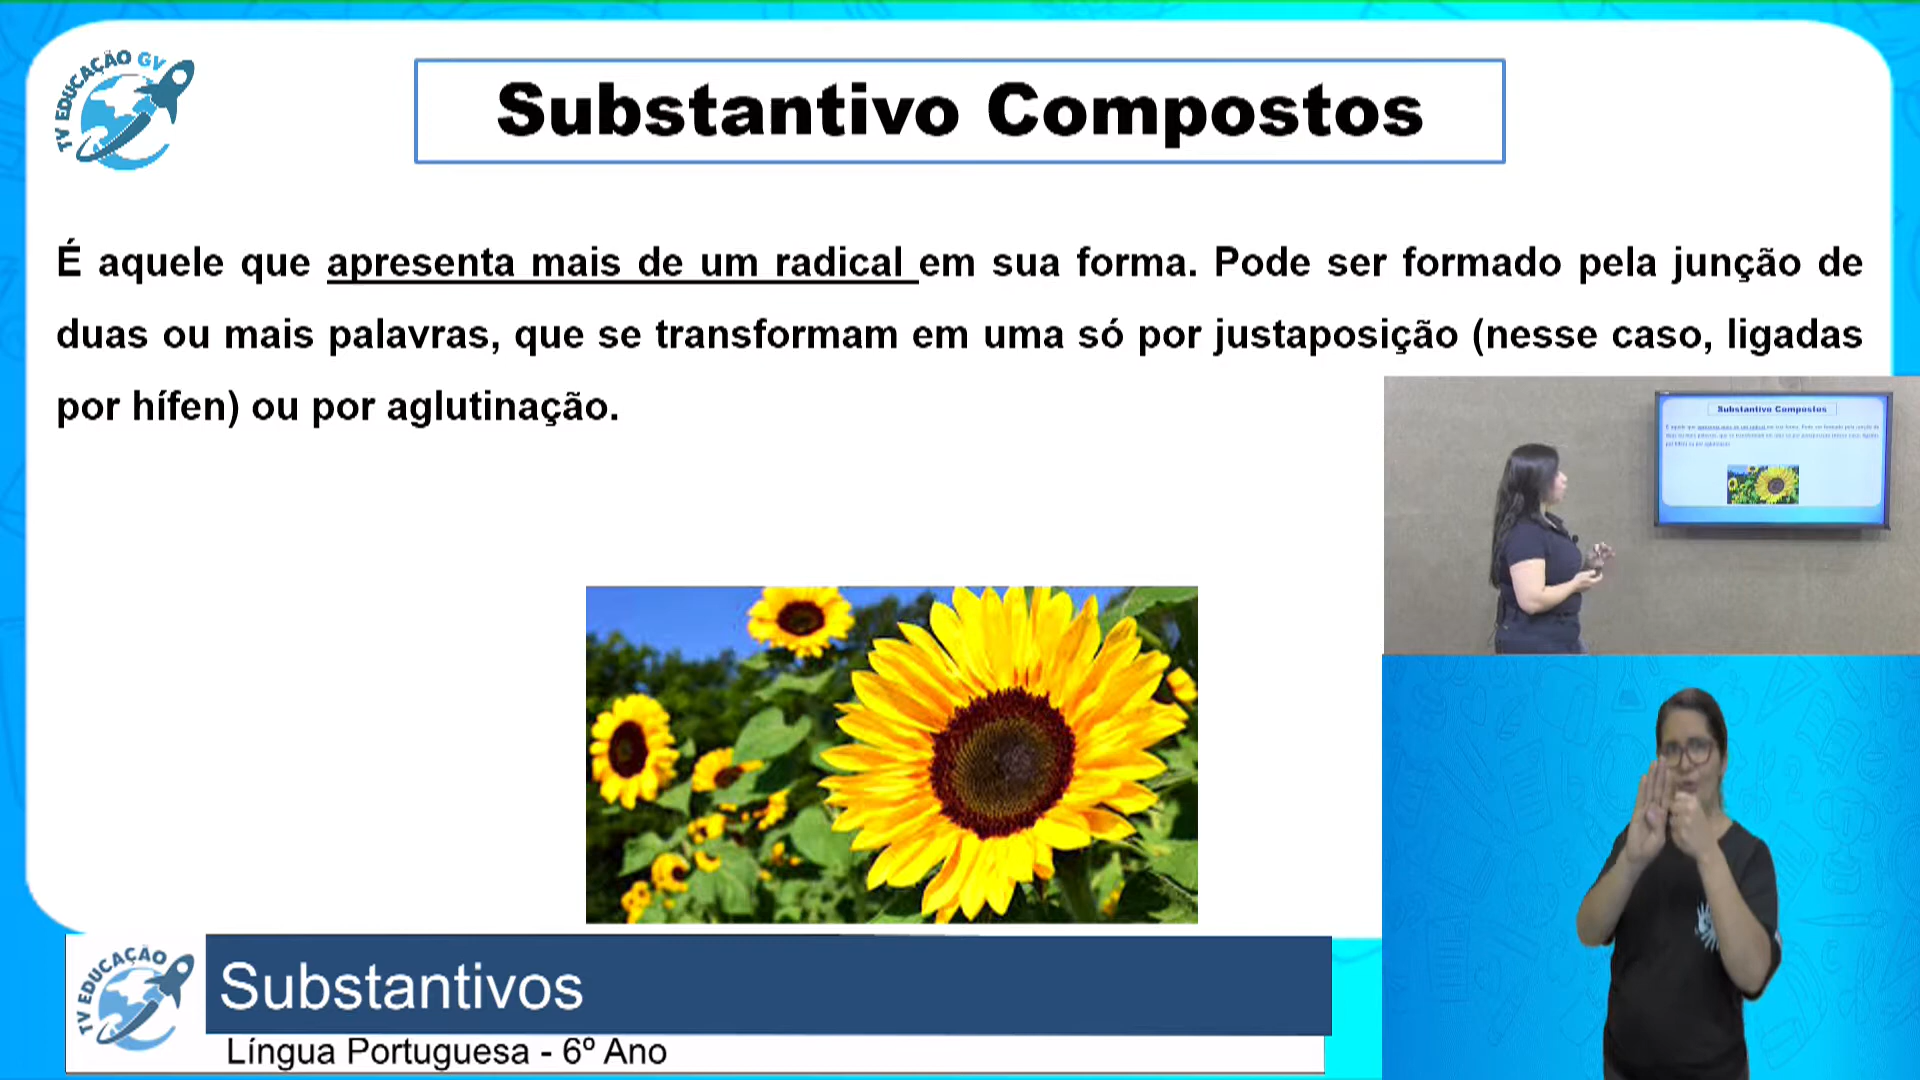 TV EDUCAÇÃO GV
Substantivo Compostos
É aquele que apresenta mais de um radical em sua forma. Pode ser formado pela junção de
duas ou mais palavras, que se transformam em uma só por justaposição (nesse caso, ligadas
por hífen) ou por aglutinação.
Substantivo Compostos
TV EDUCAÇÃO
Substantivos
Língua Portuguesa - 6º Ano